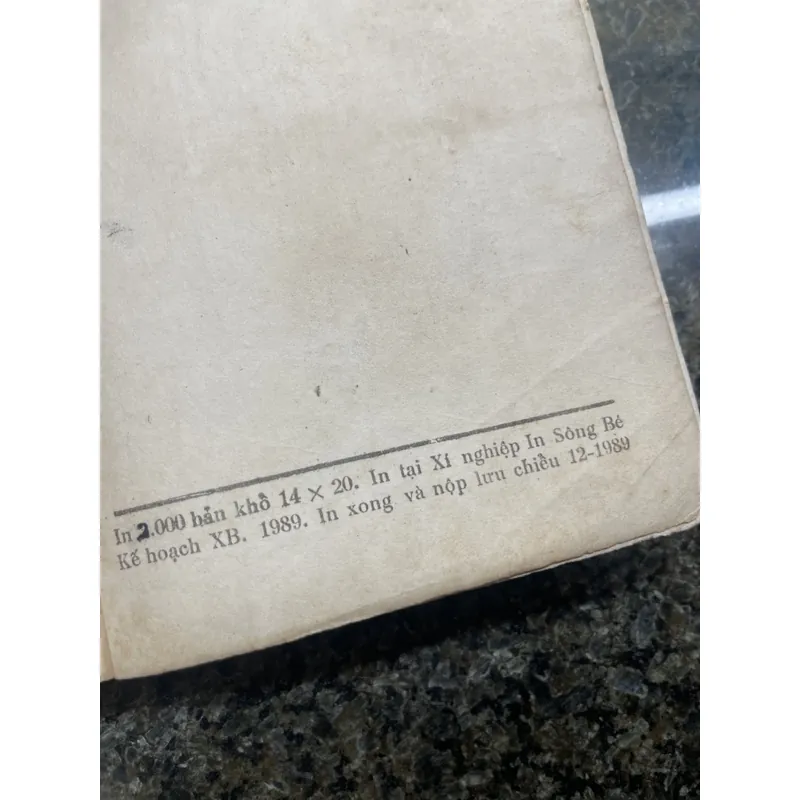 In 2.000 bản khổ 14 × 20. In tại Xí nghiệp In Sông Bé
Kế hoạch XB. 1989. In xong và nộp lưu chiều 12-1989